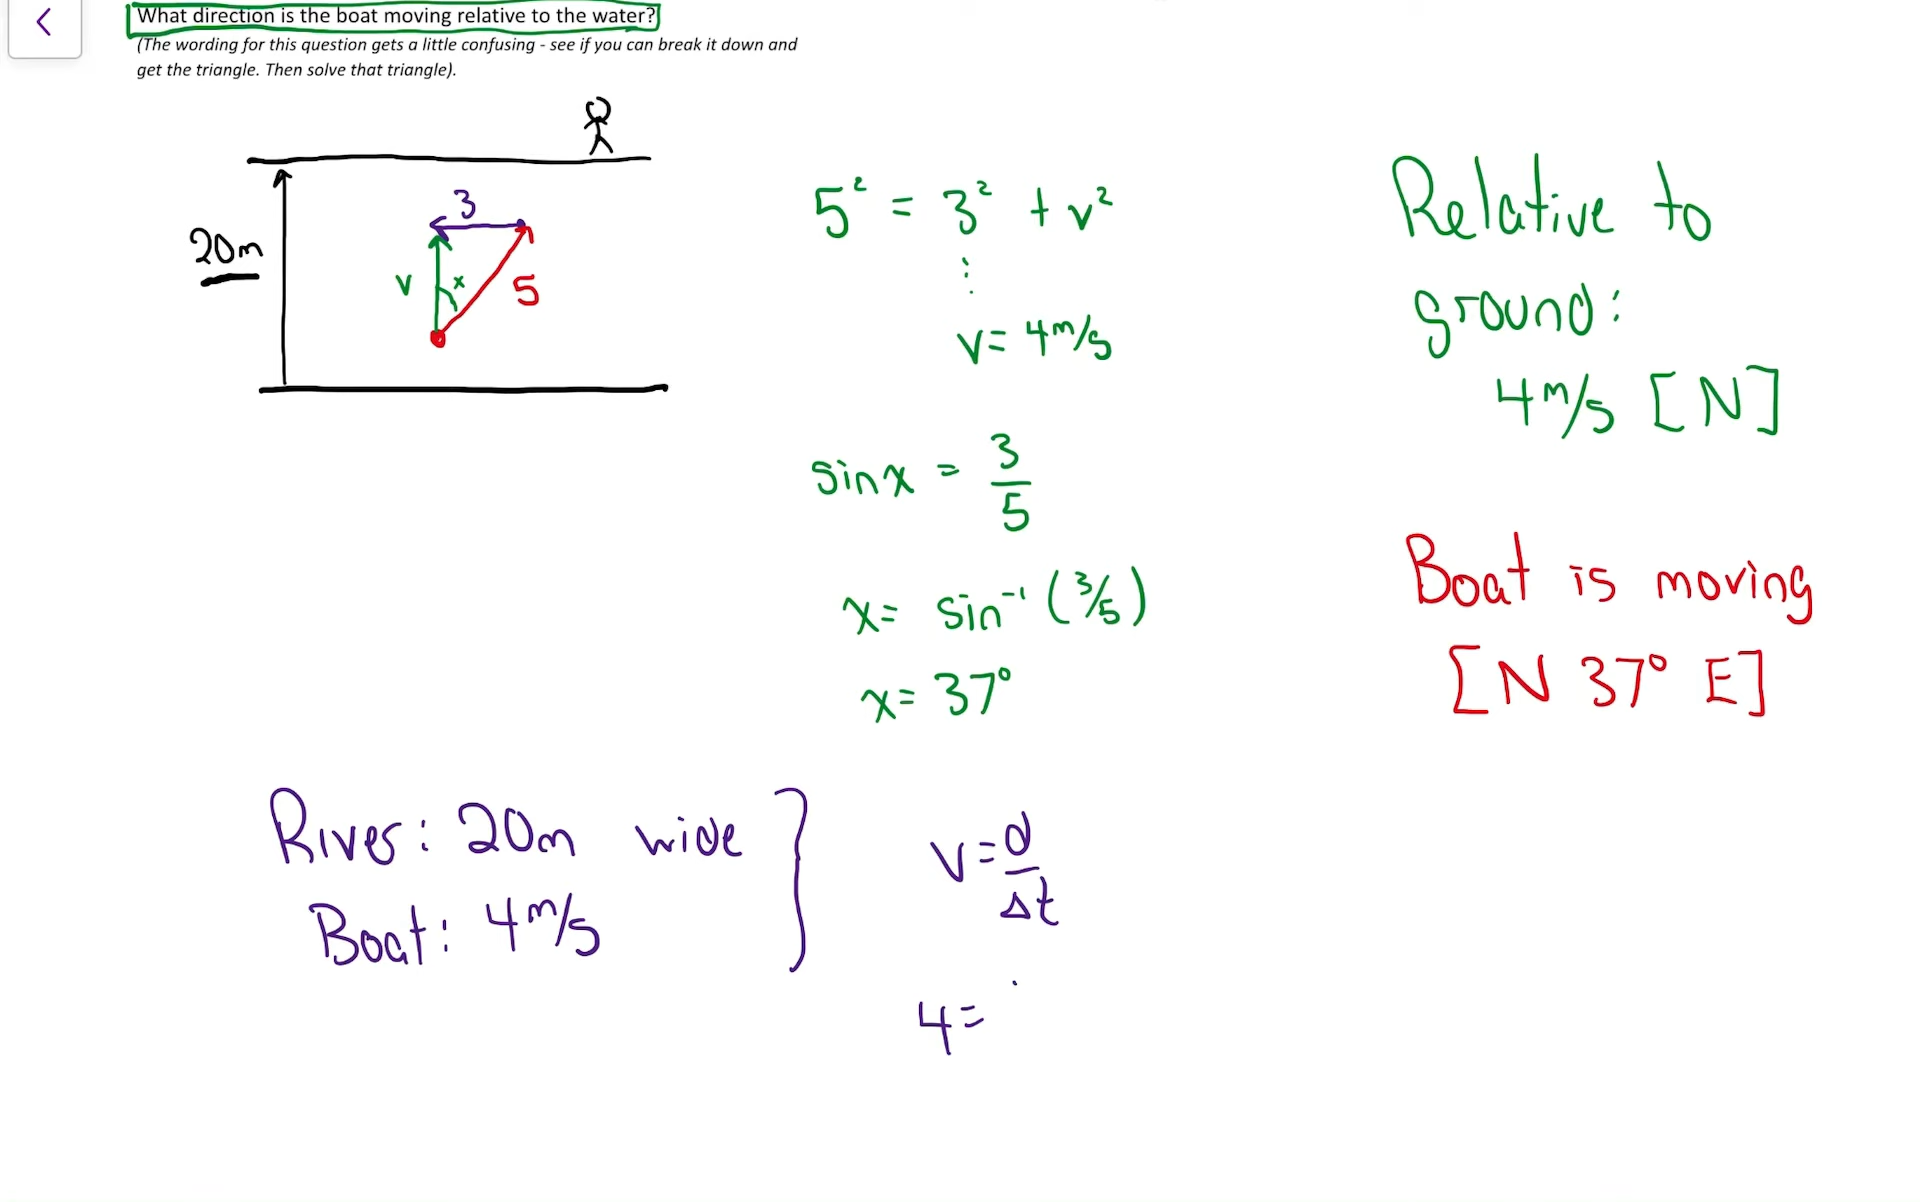 What direction is the boat moving relative to the water?
(The wording for this question gets a little confusing - see if you can break it down and
get the triangle. Then solve that triangle).
20m
3
v
x
5
5² = 3² + v²
⋮
v = 4 m/s
sin x = 3/5
x = sin⁻¹ (3/5)
x = 37°
Relative to
ground:
4 m/s [N]
Boat is moving
[N 37° E]
River: 20m wide
Boat: 4 m/s
v = d/Δt
4 =